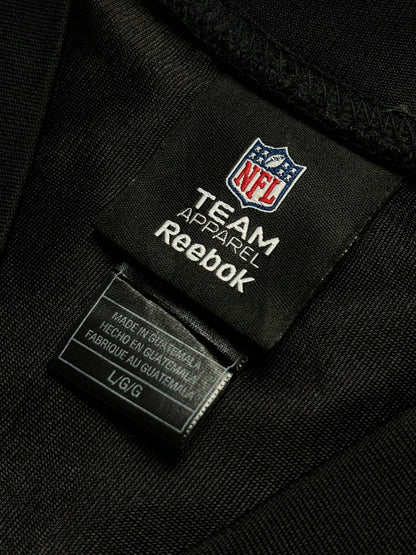 NFL
TEAM
APPAREL
Reebok
MADE IN GUATEMALA
HECHO EN GUATEMALA
FABRIQUE AU GUATEMALA
L/G/G